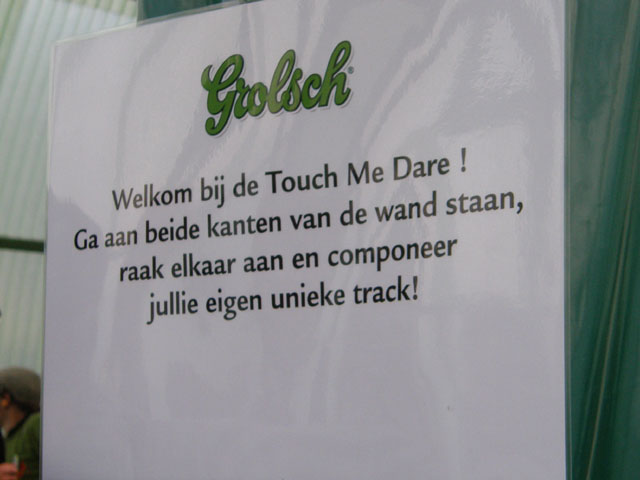 Grolsch
Welkom bij de Touch Me Dare !
Ga aan beide kanten van de wand staan,
raak elkaar aan en componeer
jullie eigen unieke track!